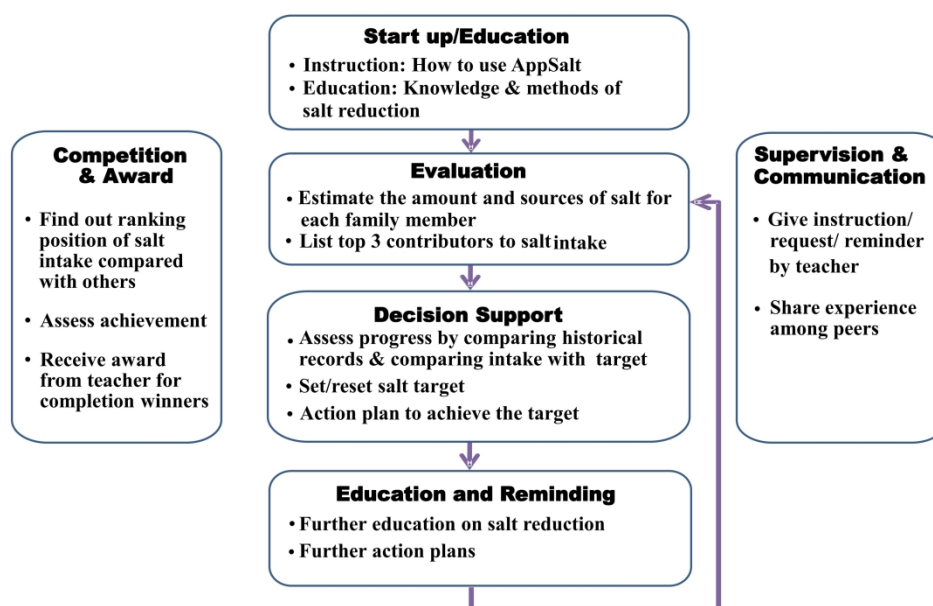 Start up/Education
• Instruction: How to use AppSalt
• Education: Knowledge & methods of
salt reduction
Competition
& Award
• Find out ranking
position of salt
intake compared
with others
• Assess achievement
• Receive award
from teacher for
completion winners
Evaluation
• Estimate the amount and sources of salt for
each family member
• List top 3 contributors to salt intake
Decision Support
• Assess progress by comparing historical
records & comparing intake with target
• Set/reset salt target
• Action plan to achieve the target
Education and Reminding
• Further education on salt reduction
• Further action plans
Supervision &
Communication
• Give instruction/
request/ reminder
by teacher
• Share experience
among peers